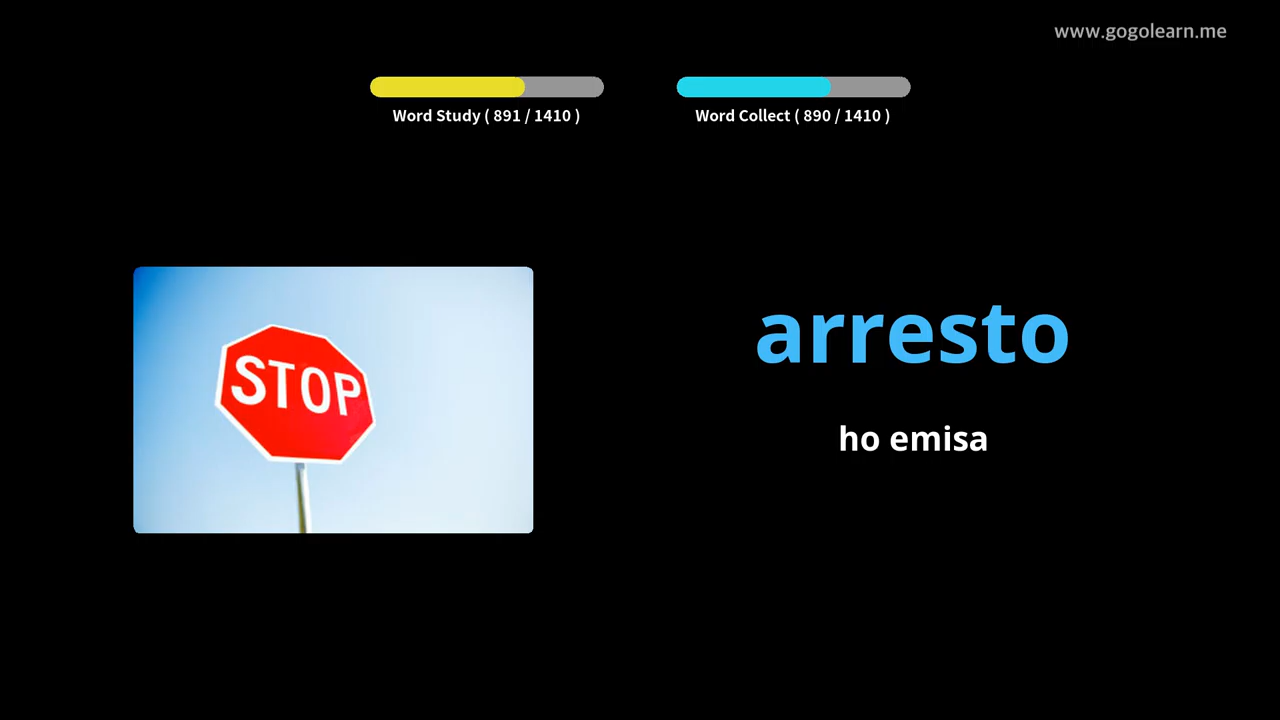 www.gogolearn.me
Word Study ( 891 / 1410 )
Word Collect ( 890 / 1410 )
STOP
arresto
ho emisa